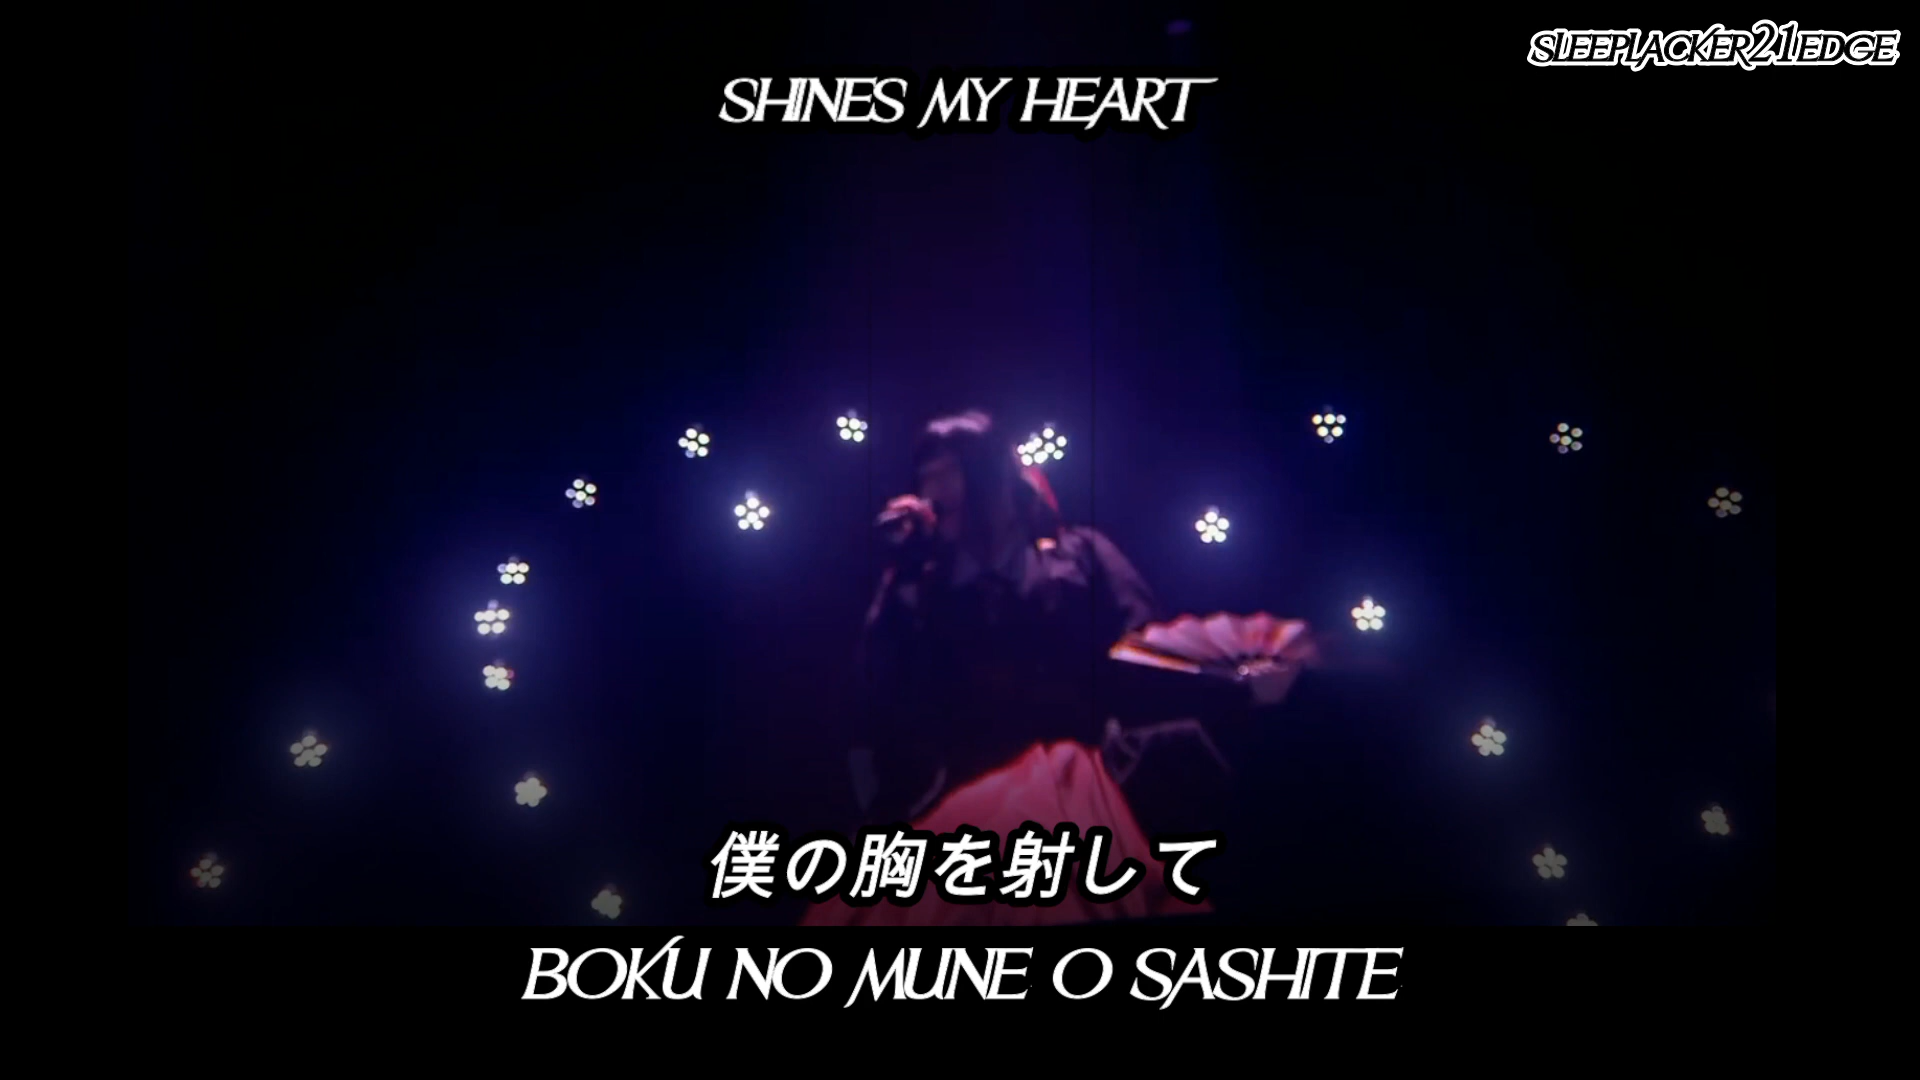 SLEEPLACKER21EDGE
SHINES MY HEART
僕の胸を射して
BOKU NO MUNE O SASHITE